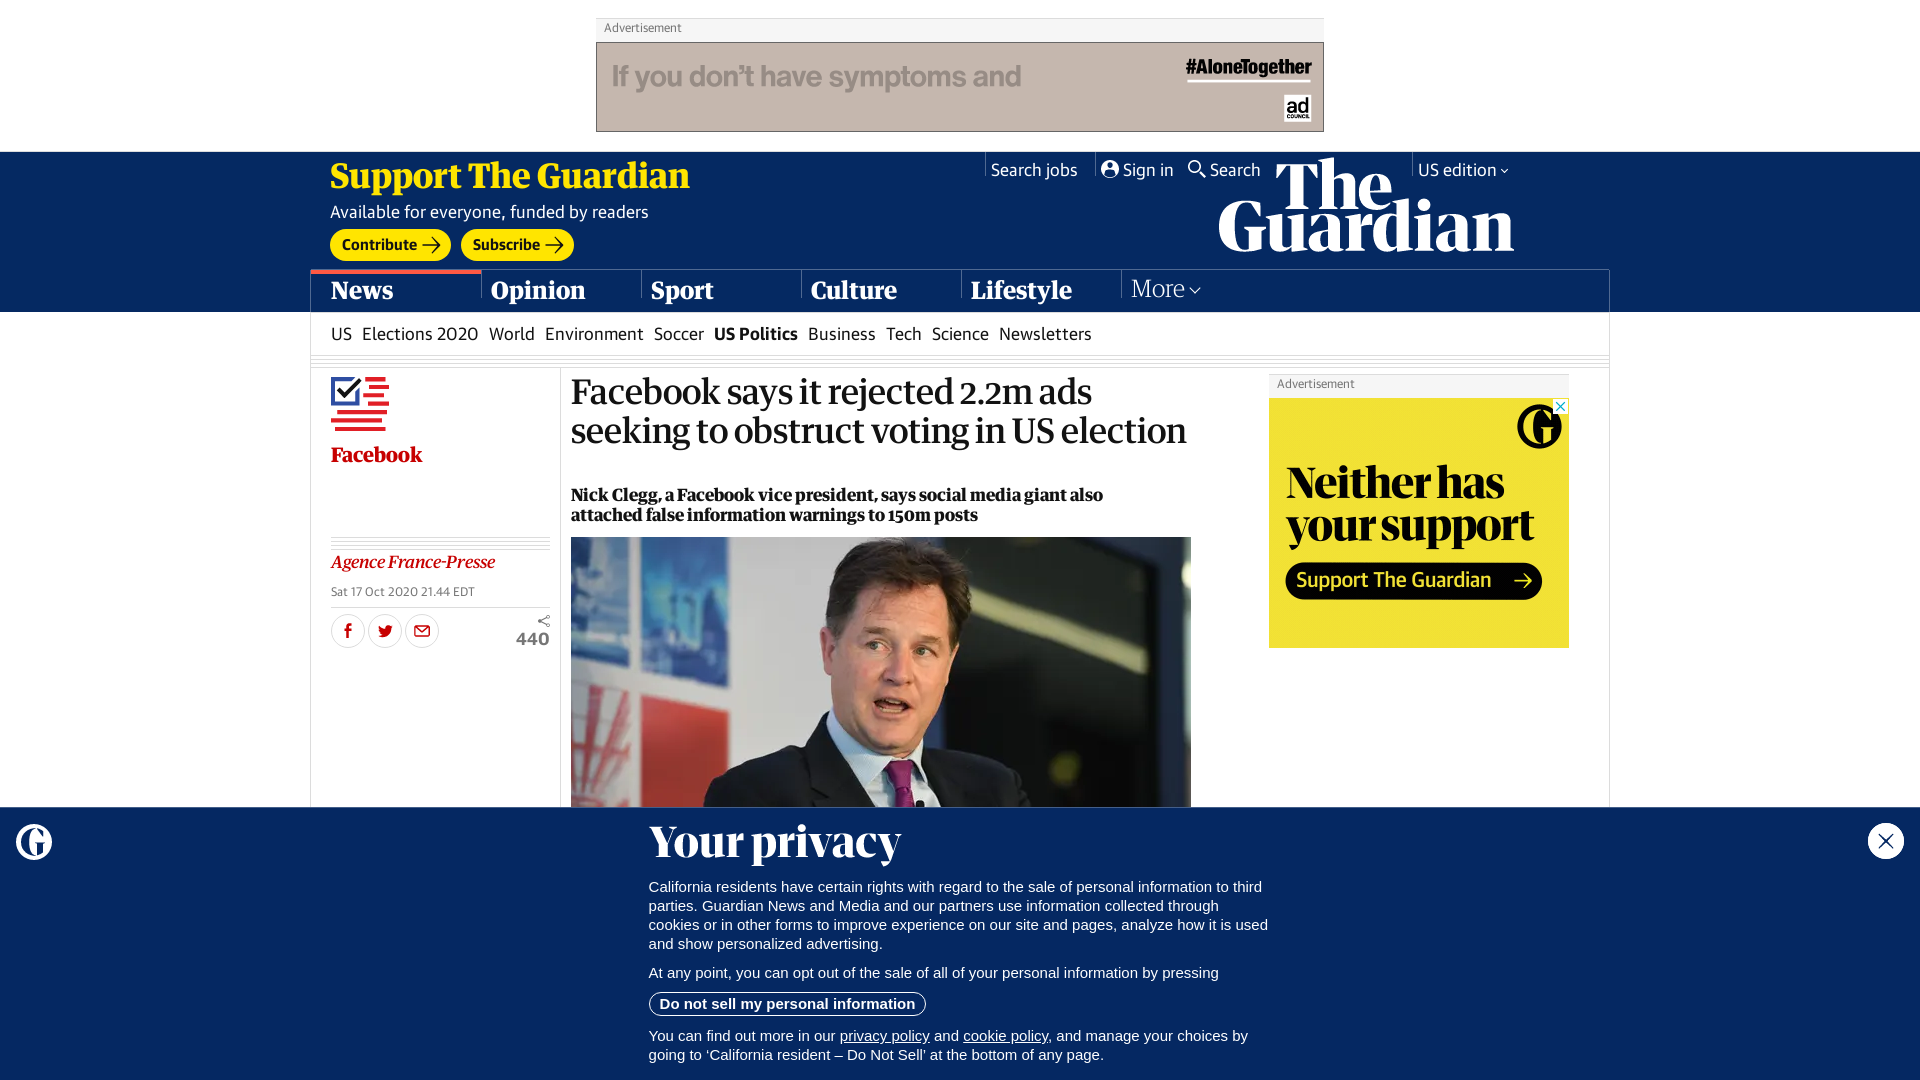 Advertisement
If you don't have symptoms and
#AloneTogether
ad
COUNCIL
Support The Guardian
Available for everyone, funded by readers
Contribute
Subscribe
Search jobs
Sign in
Search
US edition
The
Guardian
News
Opinion
Sport
Culture
Lifestyle
More
US
Elections 2020
World
Environment
Soccer
US Politics
Business
Tech
Science
Newsletters
Facebook
Facebook says it rejected 2.2m ads
seeking to obstruct voting in US election
Nick Clegg, a Facebook vice president, says social media giant also
attached false information warnings to 150m posts
Agence France-Presse
Sat 17 Oct 2020 21.44 EDT
440
Advertisement
Neither has
your support
Support The Guardian
Your privacy
California residents have certain rights with regard to the sale of personal information to third
parties. Guardian News and Media and our partners use information collected through
cookies or in other forms to improve experience on our site and pages, analyze how it is used
and show personalized advertising.
At any point, you can opt out of the sale of all of your personal information by pressing
Do not sell my personal information
You can find out more in our privacy policy and cookie policy, and manage your choices by
going to ‘California resident – Do Not Sell’ at the bottom of any page.